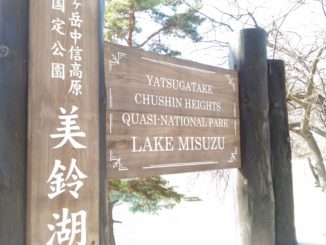 ヶ岳中信高原
国定公園
美鈴湖
YATSUGATAKE
CHUSHIN HEIGHTS
QUASI-NATIONAL PARK
LAKE MISUZU